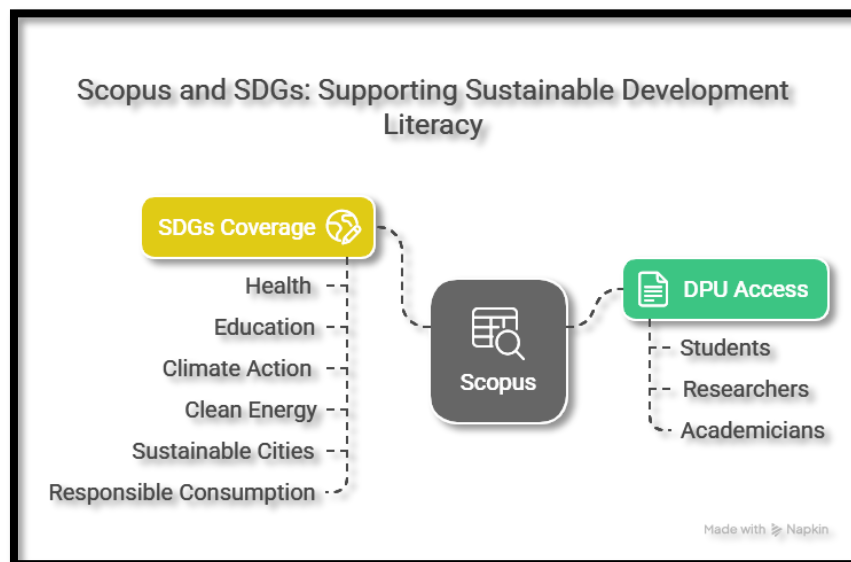 Scopus and SDGs: Supporting Sustainable Development
Literacy
SDGs Coverage
Health
Education
Climate Action
Clean Energy
Sustainable Cities
Responsible Consumption
Scopus
DPU Access
Students
Researchers
Academicians
Made with Napkin